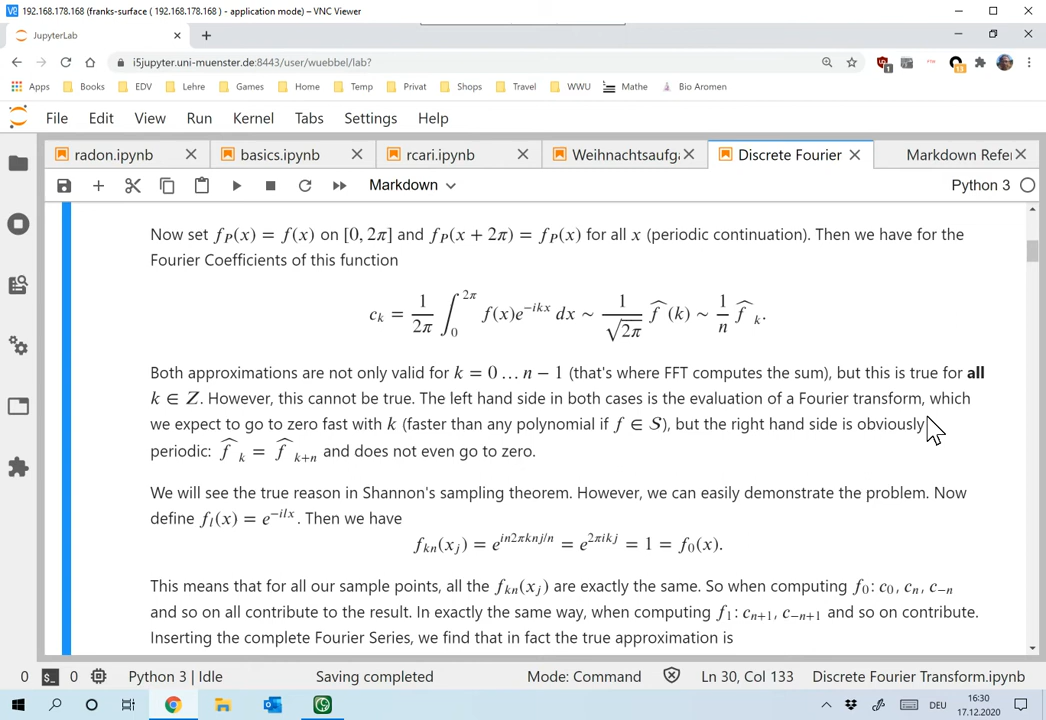 192.168.178.168 (franks-surface ( 192.168.178.168 ) - application mode) - VNC Viewer
JupyterLab
i5jupyter.uni-muenster.de:8443/user/wuebbel/lab?
Apps Books EDV Lehre Games Home Temp Privat Shops Travel WWU Mathe Bio Aromen
File Edit View Run Kernel Tabs Settings Help
radon.ipynb basics.ipynb rcari.ipynb Weihnachtsaufg Discrete Fourier Markdown Refe
Markdown Python 3
Now set f_P(x) = f(x) on [0, 2π] and f_P(x + 2π) = f_P(x) for all x (periodic continuation). Then we have for the
Fourier Coefficients of this function
c_k = 1/2π ∫_0^{2π} f(x)e^{−ikx} dx ∼ 1/√2π f̂(k) ∼ 1/n f̂_k.
Both approximations are not only valid for k = 0 … n − 1 (that's where FFT computes the sum), but this is true for all
k ∈ Z. However, this cannot be true. The left hand side in both cases is the evaluation of a Fourier transform, which
we expect to go to zero fast with k (faster than any polynomial if f ∈ S), but the right hand side is obviously
periodic: f̂_k = f̂_{k+n} and does not even go to zero.
We will see the true reason in Shannon's sampling theorem. However, we can easily demonstrate the problem. Now
define f_l(x) = e^{−ilx}. Then we have
f_{kn}(x_j) = e^{in2πknj/n} = e^{2πikj} = 1 = f_0(x).
This means that for all our sample points, all the f_{kn}(x_j) are exactly the same. So when computing f_0: c_0, c_n, c_{−n}
and so on all contribute to the result. In exactly the same way, when computing f_1: c_{n+1}, c_{−n+1} and so on contribute.
Inserting the complete Fourier Series, we find that in fact the true approximation is
0 0 Python 3 | Idle Saving completed Mode: Command Ln 30, Col 133 Discrete Fourier Transform.ipynb
DEU 16:30
17.12.2020